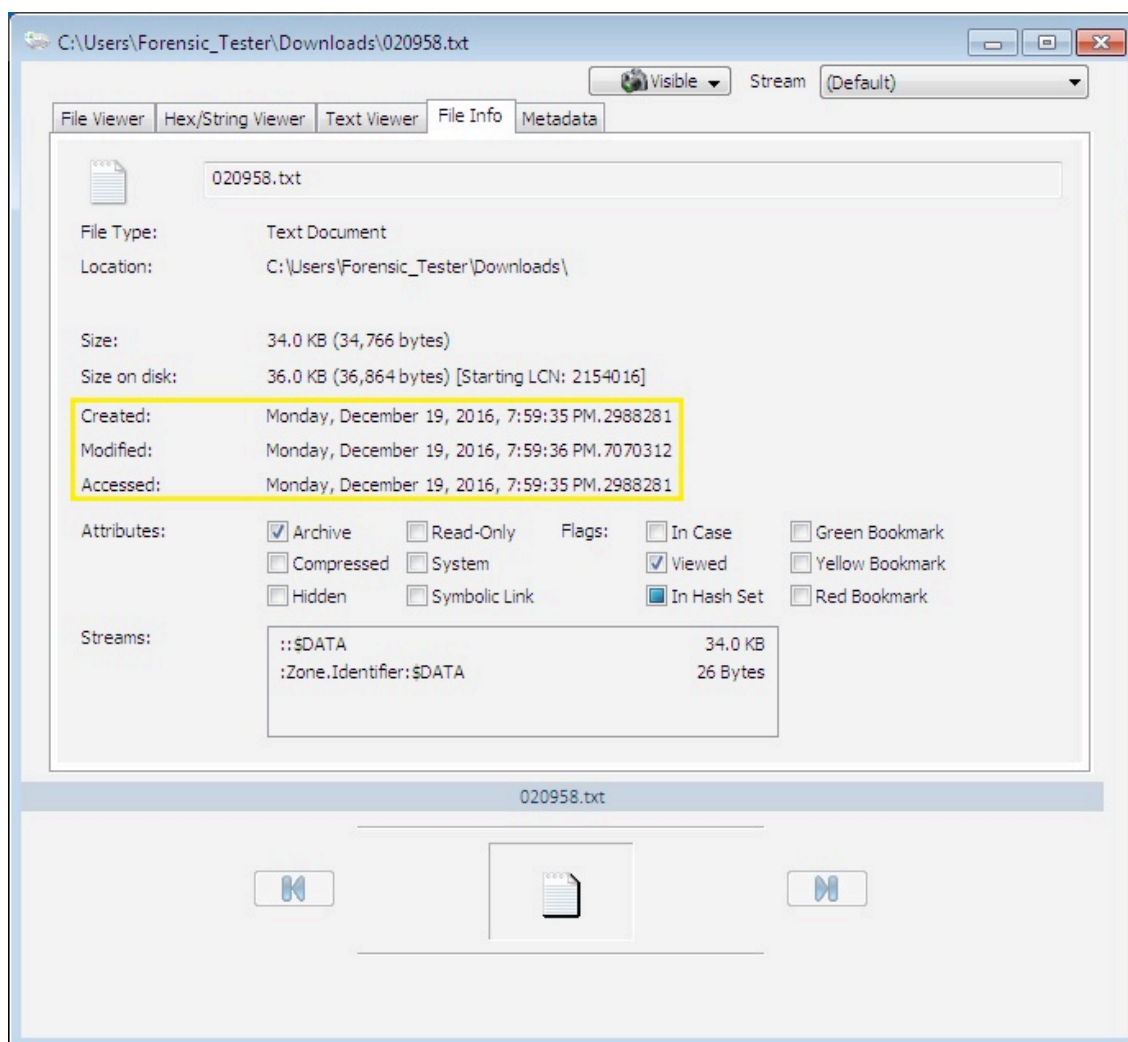 C:\Users\Forensic_Tester\Downloads\020958.txt
Visible Stream (Default)
File Viewer Hex/String Viewer Text Viewer File Info Metadata
020958.txt
File Type: Text Document
Location: C:\Users\Forensic_Tester\Downloads\
Size: 34.0 KB (34,766 bytes)
Size on disk: 36.0 KB (36,864 bytes) [Starting LCN: 2154016]
Created: Monday, December 19, 2016, 7:59:35 PM.2988281
Modified: Monday, December 19, 2016, 7:59:36 PM.7070312
Accessed: Monday, December 19, 2016, 7:59:35 PM.2988281
Attributes: Archive Read-Only Flags: In Case Green Bookmark
Compressed System Viewed Yellow Bookmark
Hidden Symbolic Link In Hash Set Red Bookmark
Streams: ::$DATA 34.0 KB
:Zone.Identifier:$DATA 26 Bytes
020958.txt